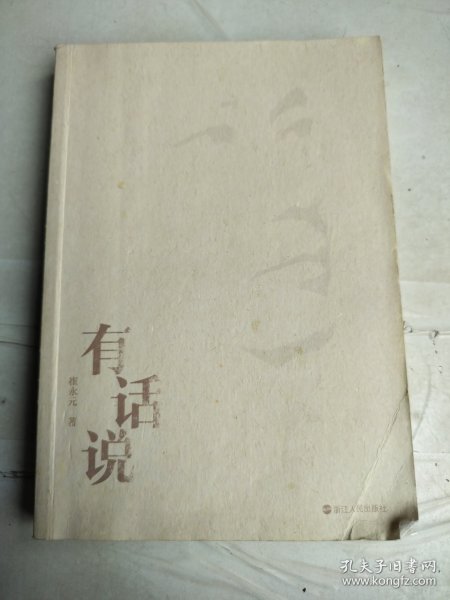 有话说
崔永元 著
浙江人民出版社
孔夫子旧书网
www.kongfz.com